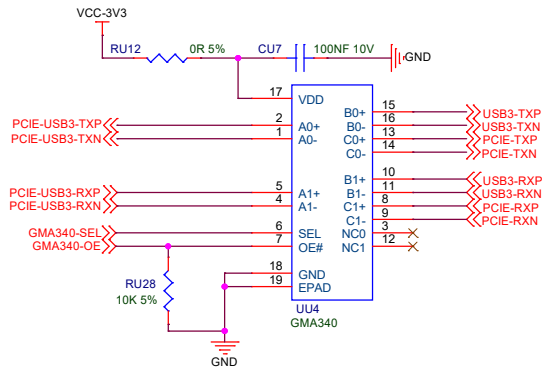 VCC-3V3
RU12 0R 5% CU7 100NF 10V GND
17 VDD
PCIE-USB3-TXP 2 A0+ B0+ 15 USB3-TXP
PCIE-USB3-TXN 1 A0- B0- 16 USB3-TXN
C0+ 13 PCIE-TXP
C0- 14 PCIE-TXN
PCIE-USB3-RXP 5 A1+ B1+ 10 USB3-RXP
PCIE-USB3-RXN 4 A1- B1- 11 USB3-RXN
C1+ 8 PCIE-RXP
C1- 9 PCIE-RXN
GMA340-SEL 6 SEL NC0 3
GMA340-OE 7 OE# NC1 12
18 GND
19 EPAD
RU28
10K 5%
UU4
GMA340
GND